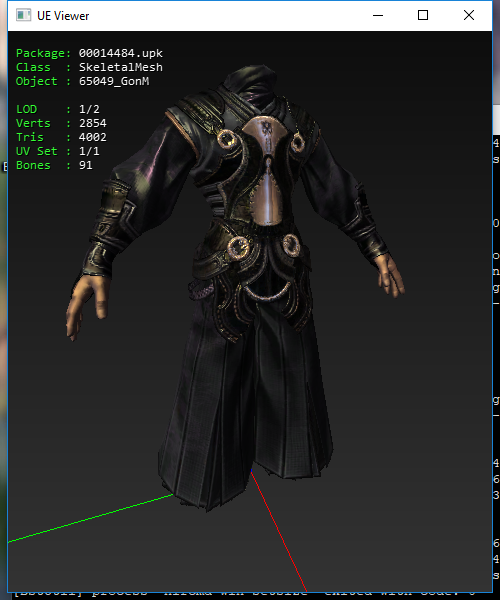 UE Viewer
Package: 00014484.upk
Class : SkeletalMesh
Object : 65049_GonM
LOD : 1/2
Verts : 2854
Tris : 4002
UV Set : 1/1
Bones : 91